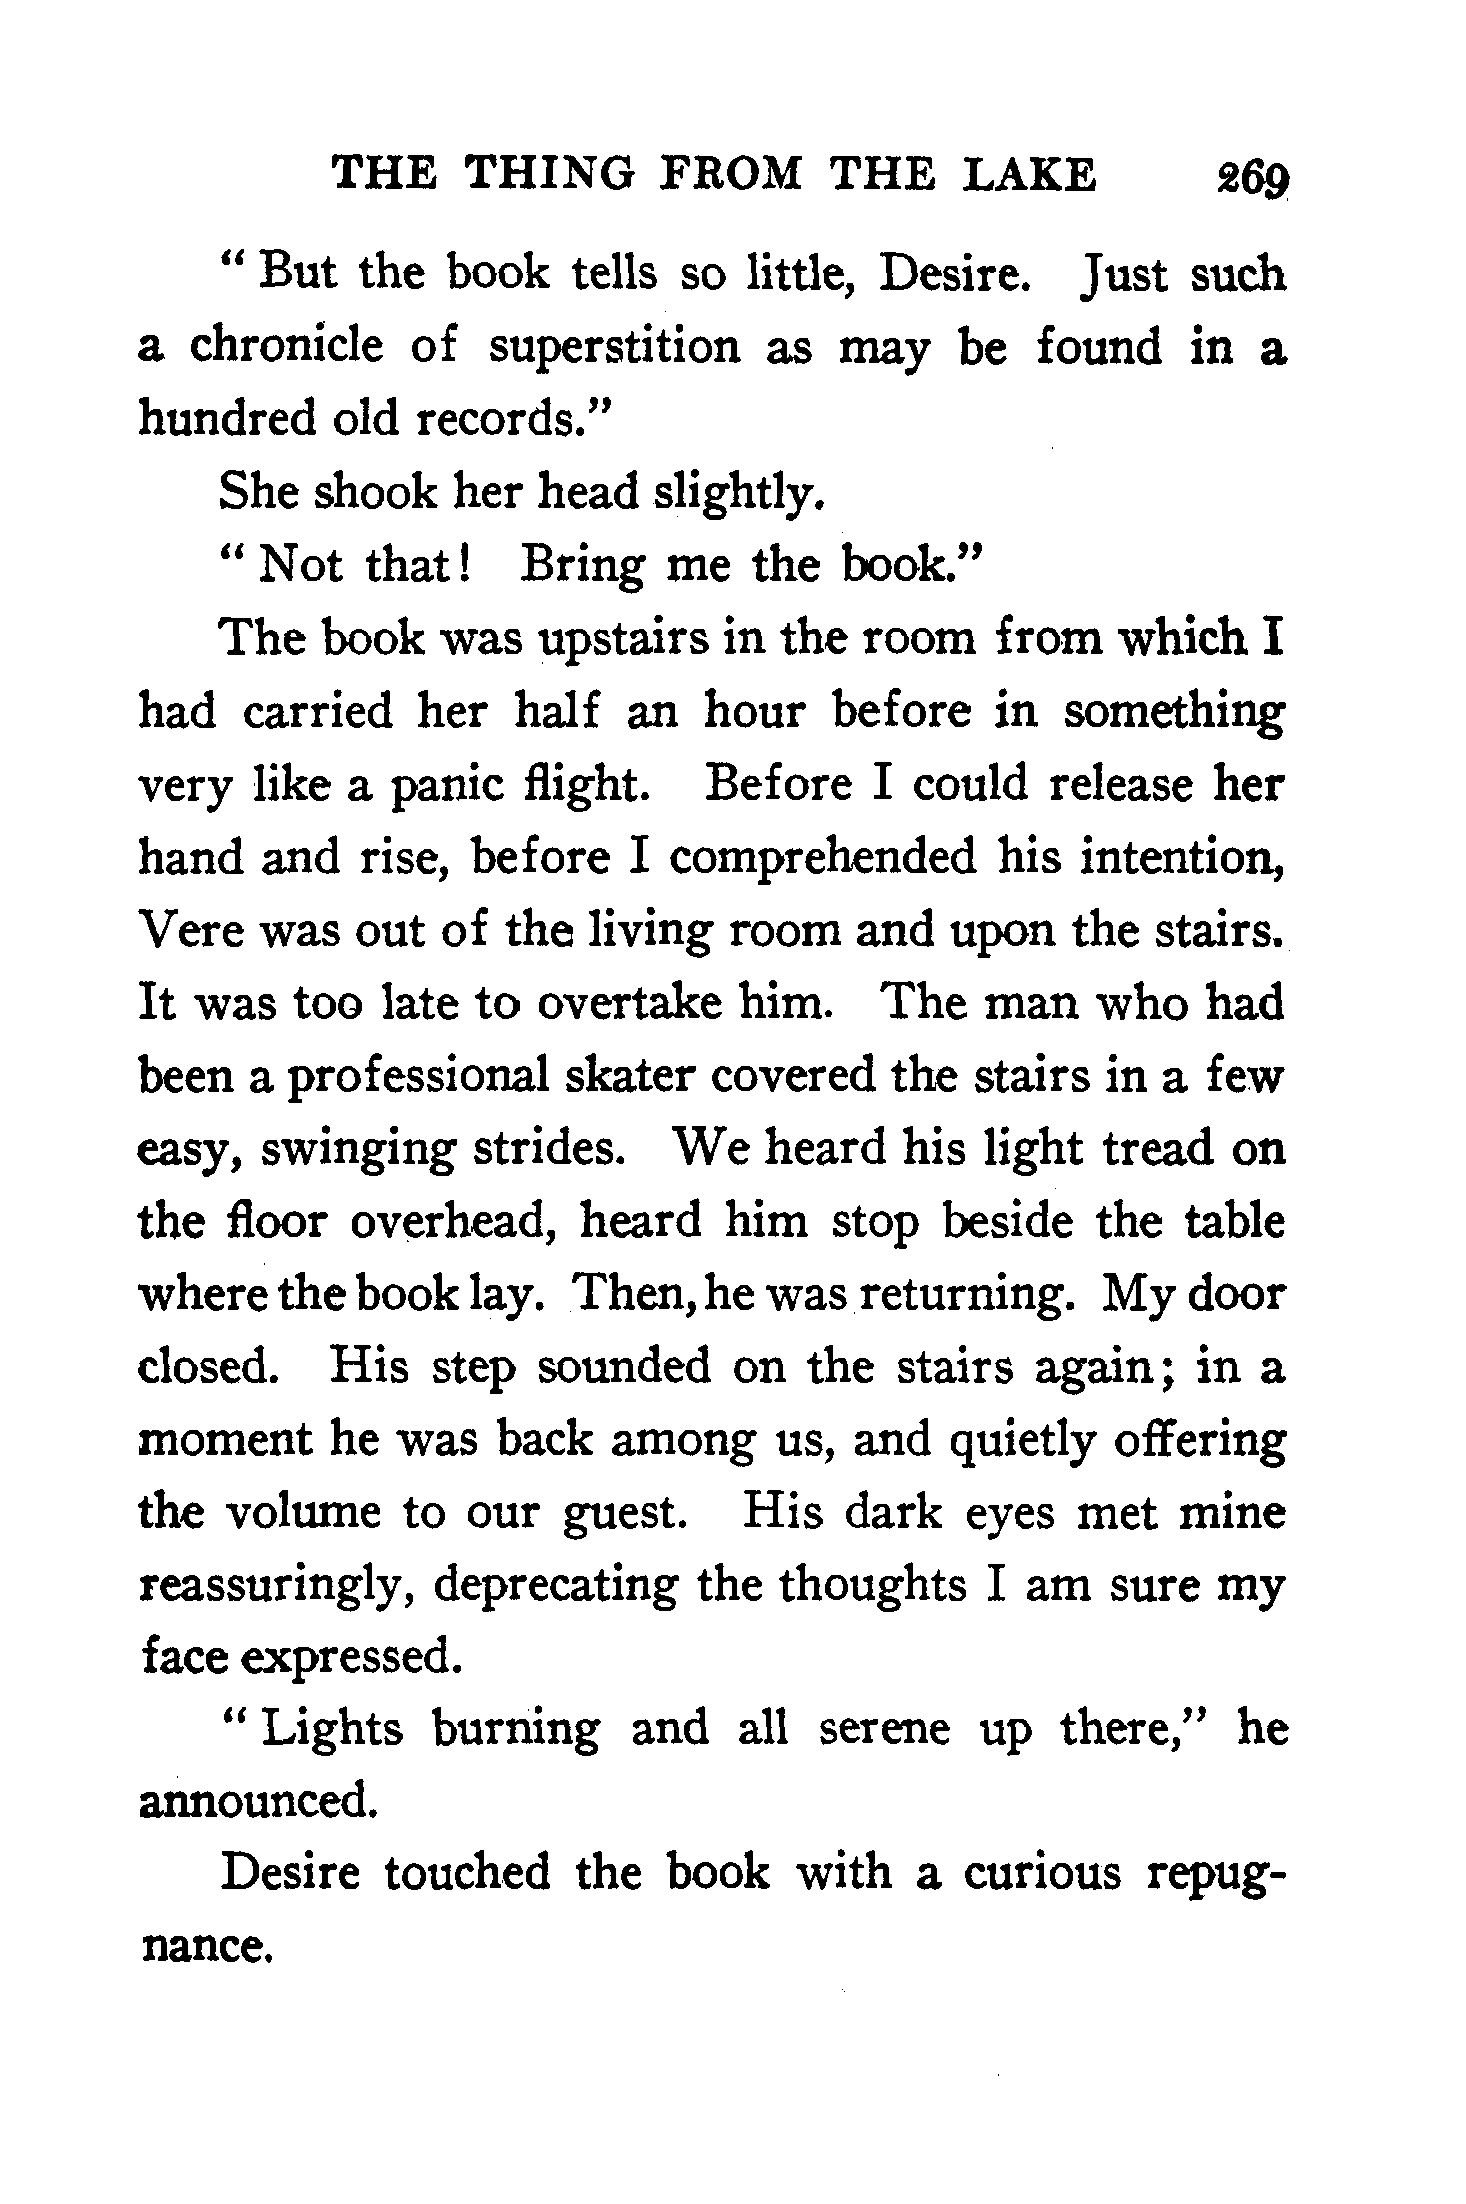 THE THING FROM THE LAKE 269
“ But the book tells so little, Desire. Just such
a chronicle of superstition as may be found in a
hundred old records.”
She shook her head slightly.
“ Not that! Bring me the book.”
The book was upstairs in the room from which I
had carried her half an hour before in something
very like a panic flight. Before I could release her
hand and rise, before I comprehended his intention,
Vere was out of the living room and upon the stairs.
It was too late to overtake him. The man who had
been a professional skater covered the stairs in a few
easy, swinging strides. We heard his light tread on
the floor overhead, heard him stop beside the table
where the book lay. Then, he was returning. My door
closed. His step sounded on the stairs again; in a
moment he was back among us, and quietly offering
the volume to our guest. His dark eyes met mine
reassuringly, deprecating the thoughts I am sure my
face expressed.
“ Lights burning and all serene up there,” he
announced.
Desire touched the book with a curious repug-
nance.